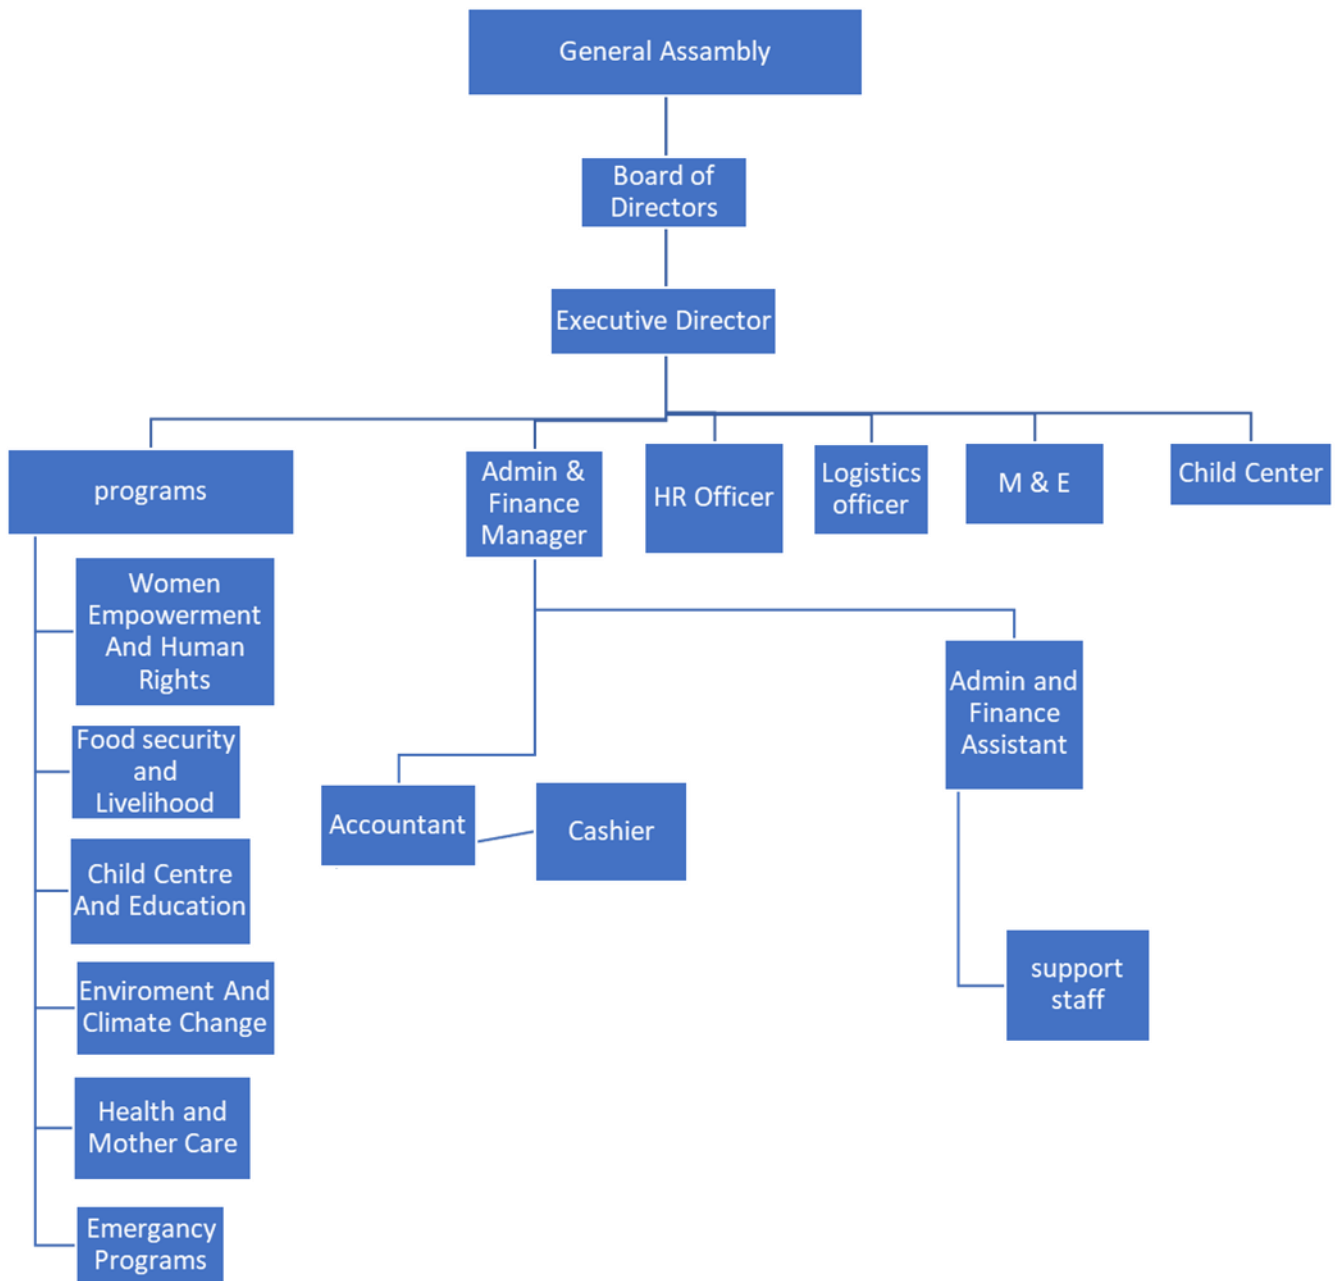 General Assambly
Board of
Directors
Executive Director
programs
Admin &
Finance
Manager
HR Officer
Logistics
officer
M & E
Child Center
Women
Empowerment
And Human
Rights
Food security
and
Livelihood
Child Centre
And Education
Enviroment And
Climate Change
Health and
Mother Care
Emergancy
Programs
Accountant
Cashier
Admin and
Finance
Assistant
support
staff